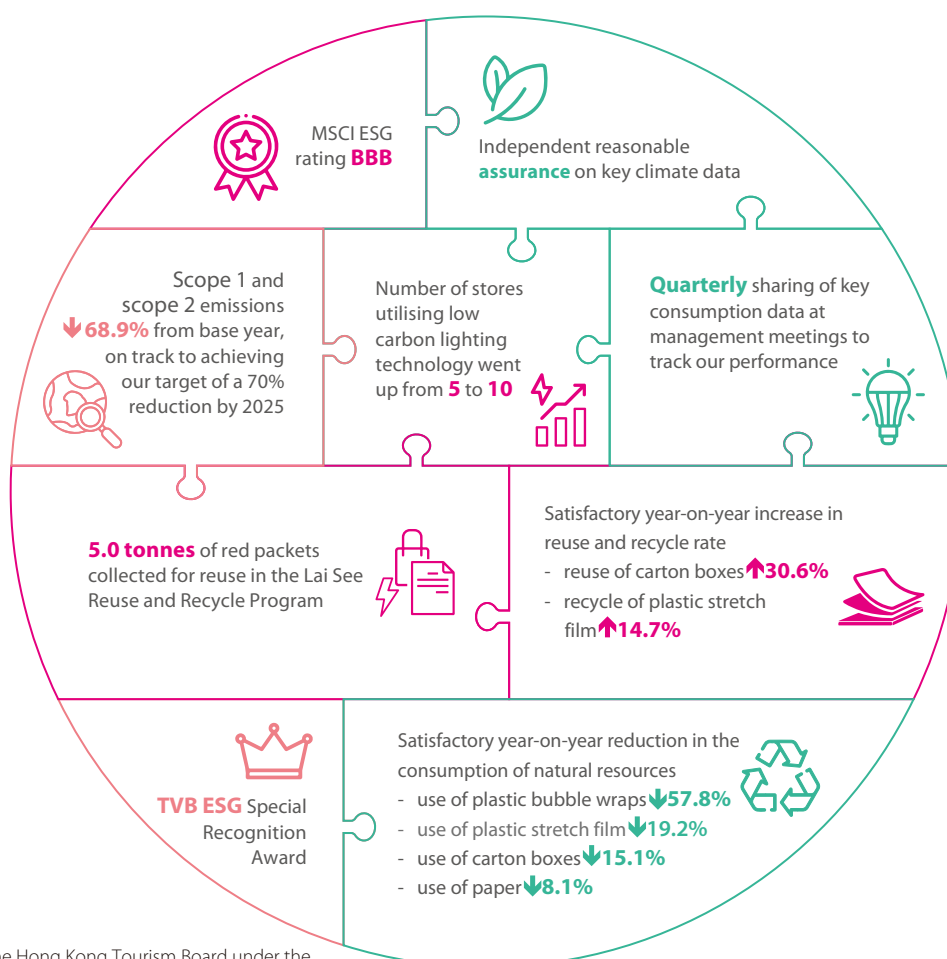 MSCI ESG
rating BBB
Independent reasonable
assurance on key climate data
Scope 1 and
scope 2 emissions
68.9% from base year,
on track to achieving
our target of a 70%
reduction by 2025
Number of stores
utilising low
carbon lighting
technology went
up from 5 to 10
Quarterly sharing of key
consumption data at
management meetings to
track our performance
5.0 tonnes of red packets
collected for reuse in the Lai See
Reuse and Recycle Program
Satisfactory year-on-year increase in
reuse and recycle rate
- reuse of carton boxes 30.6%
- recycle of plastic stretch
film 14.7%
TVB ESG Special
Recognition
Award
Satisfactory year-on-year reduction in the
consumption of natural resources
- use of plastic bubble wraps 57.8%
- use of plastic stretch film 19.2%
- use of carton boxes 15.1%
- use of paper 8.1%
Hong Kong Tourism Board under the